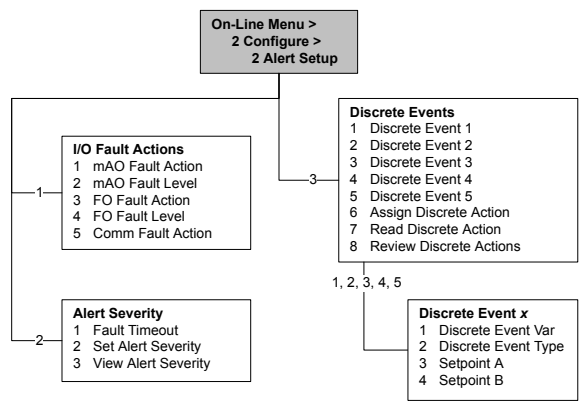 On-Line Menu >
2 Configure >
2 Alert Setup
I/O Fault Actions
1 mAO Fault Action
2 mAO Fault Level
3 FO Fault Action
4 FO Fault Level
5 Comm Fault Action
1
Alert Severity
1 Fault Timeout
2 Set Alert Severity
3 View Alert Severity
2
Discrete Events
1 Discrete Event 1
2 Discrete Event 2
3 Discrete Event 3
4 Discrete Event 4
5 Discrete Event 5
6 Assign Discrete Action
7 Read Discrete Action
8 Review Discrete Actions
3
1, 2, 3, 4, 5
Discrete Event x
1 Discrete Event Var
2 Discrete Event Type
3 Setpoint A
4 Setpoint B